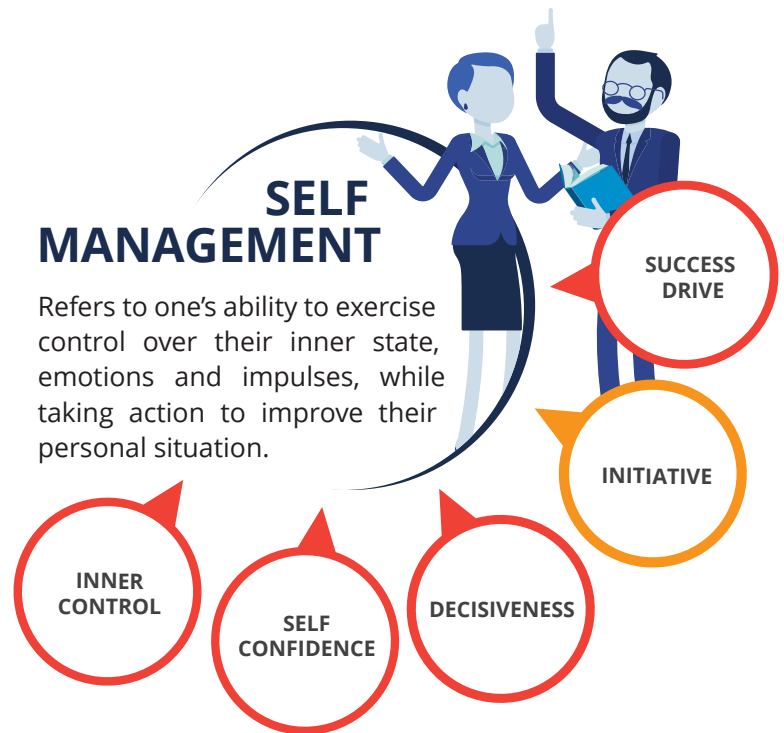 SELF
MANAGEMENT
Refers to one’s ability to exercise
control over their inner state,
emotions and impulses, while
taking action to improve their
personal situation.
SUCCESS
DRIVE
INITIATIVE
DECISIVENESS
SELF
CONFIDENCE
INNER
CONTROL